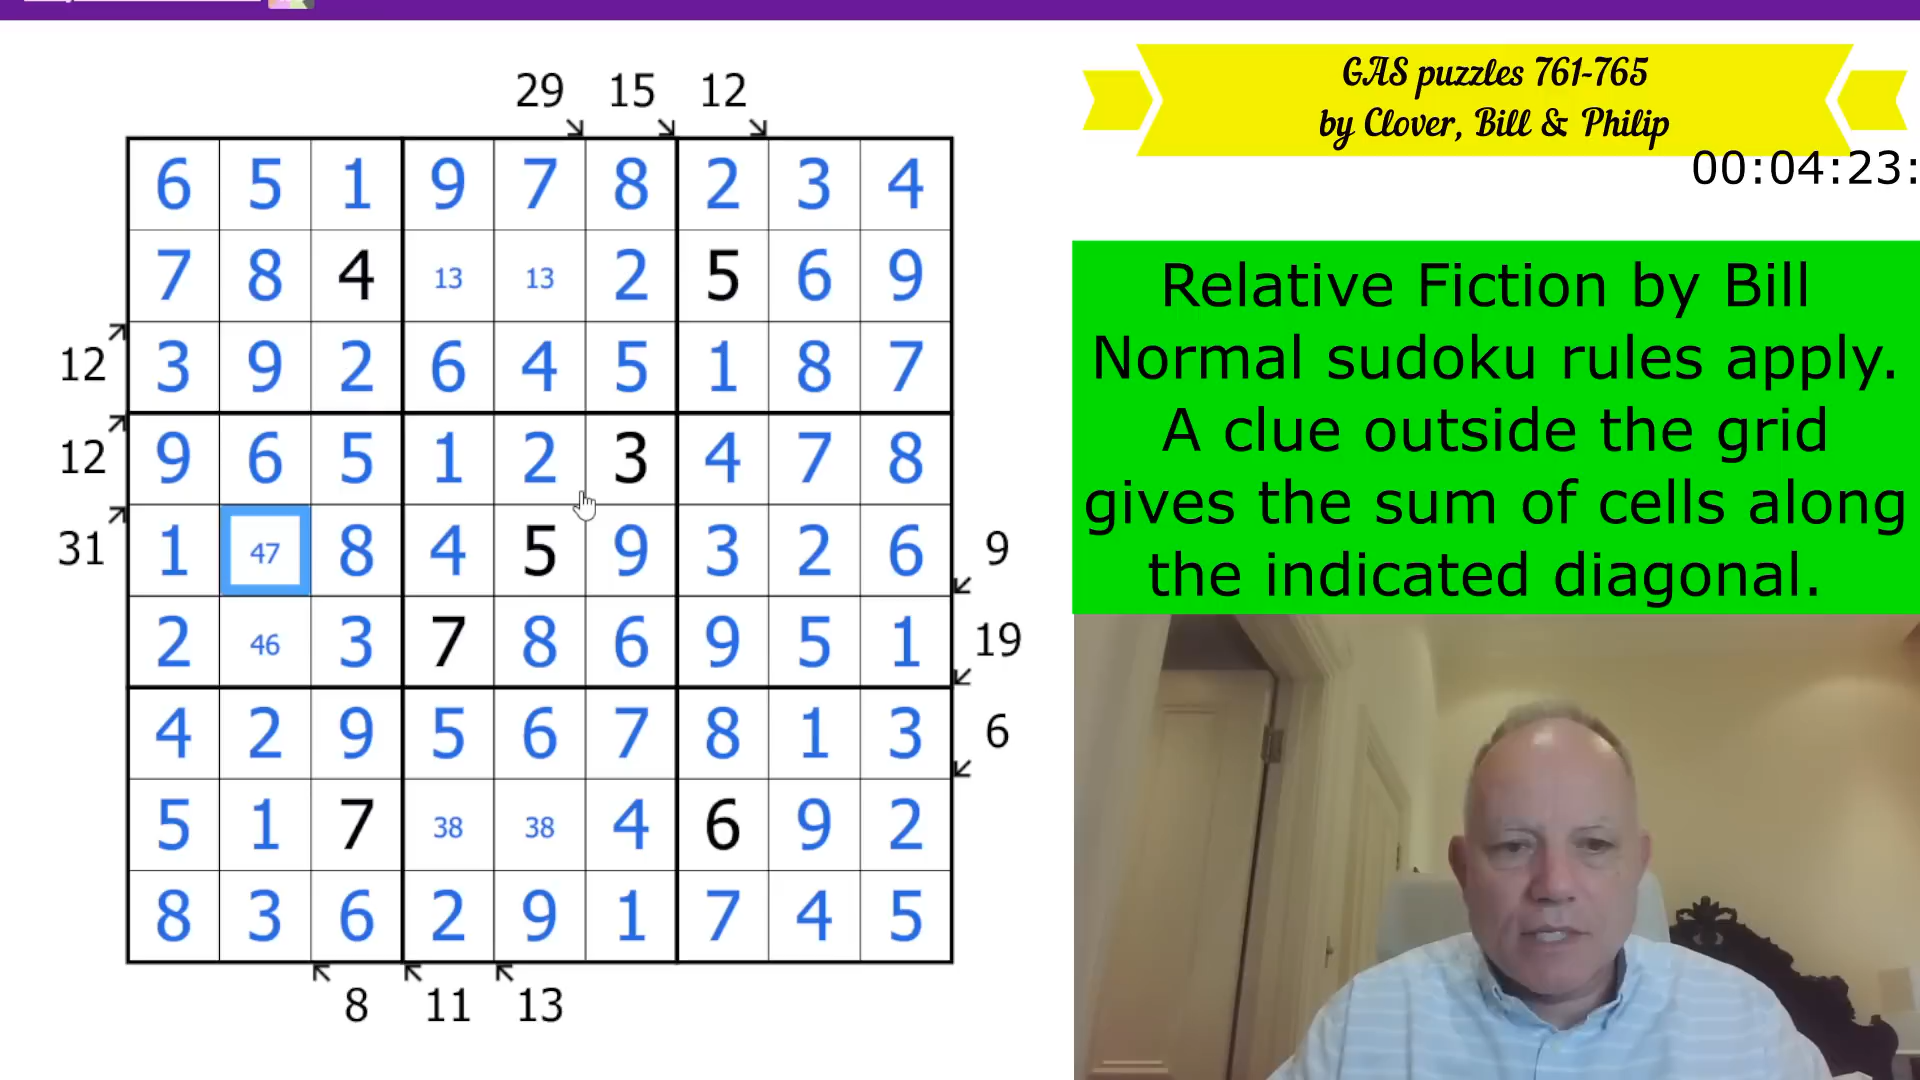 GAS puzzles 761-765
by Clover, Bill & Philip
00:04:23:
Relative Fiction by Bill
Normal sudoku rules apply.
A clue outside the grid
gives the sum of cells along
the indicated diagonal.
29 15 12
6 5 1 9 7 8 2 3 4
7 8 4 13 13 2 5 6 9
12 3 9 2 6 4 5 1 8 7
12 9 6 5 1 2 3 4 7 8
31 1 47 8 4 5 9 3 2 6 9
2 46 3 7 8 6 9 5 1 19
4 2 9 5 6 7 8 1 3 6
5 1 7 38 38 4 6 9 2
8 3 6 2 9 1 7 4 5
8 11 13